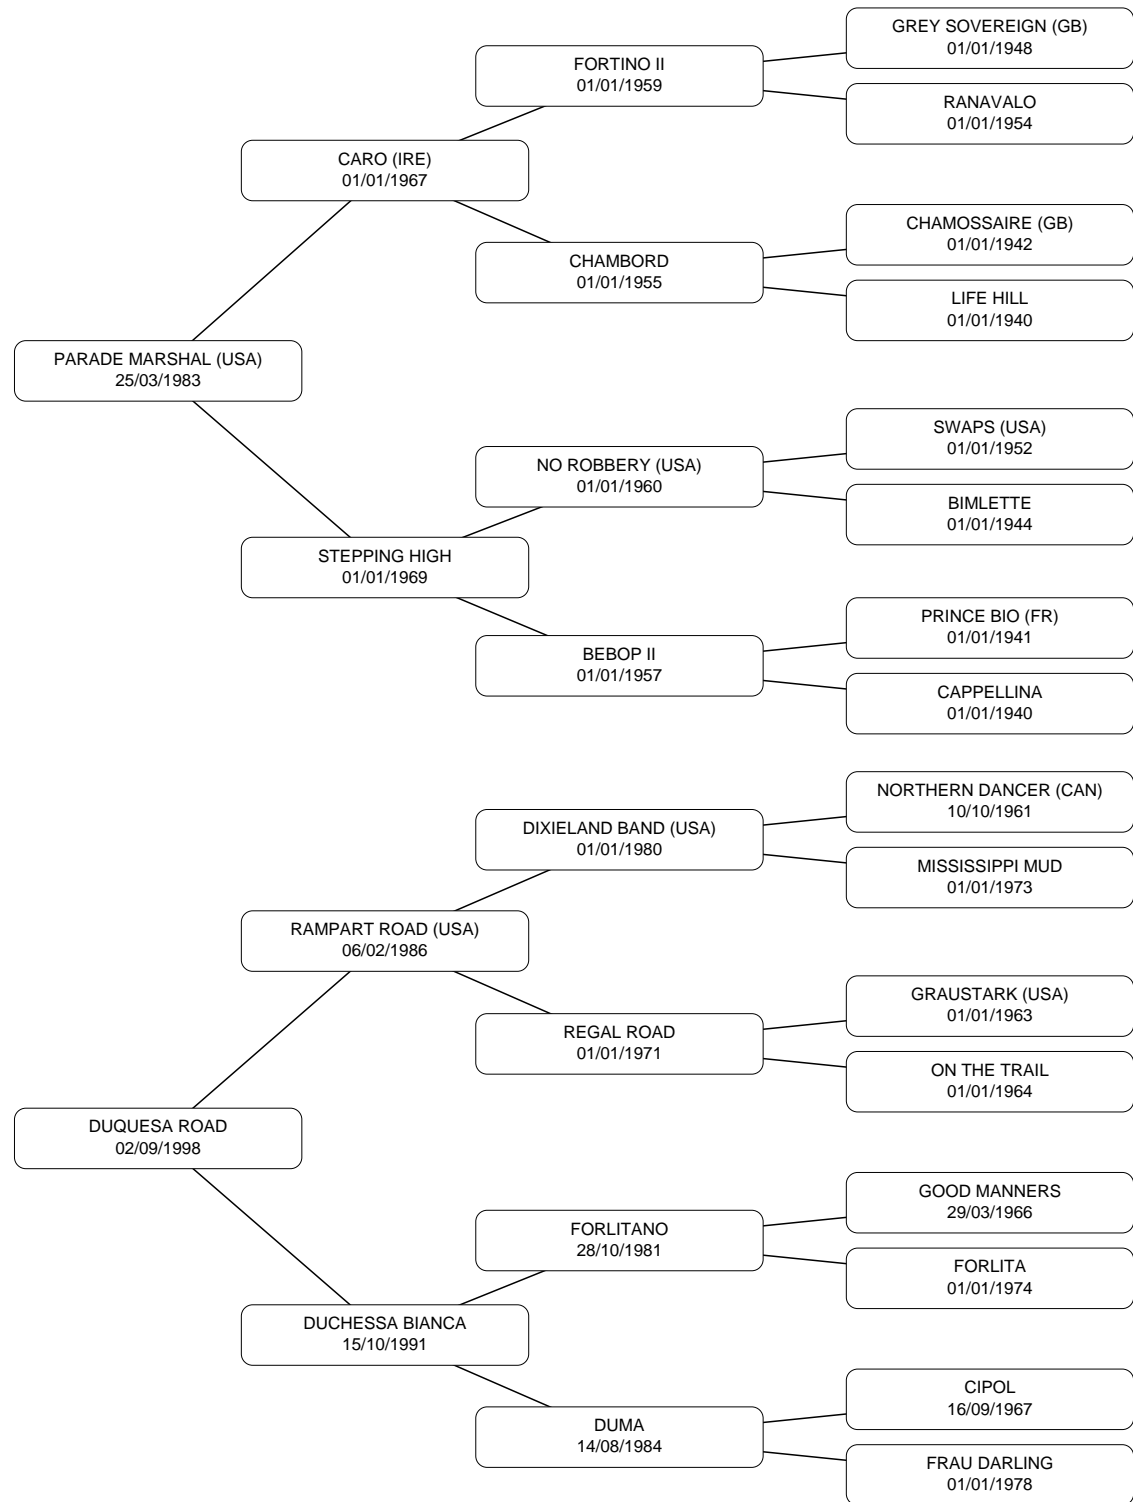 GREY SOVEREIGN (GB)
01/01/1948
FORTINO II
01/01/1959
RANAVALO
01/01/1954
CARO (IRE)
01/01/1967
CHAMOSSAIRE (GB)
01/01/1942
CHAMBORD
01/01/1955
LIFE HILL
01/01/1940
PARADE MARSHAL (USA)
25/03/1983
SWAPS (USA)
01/01/1952
NO ROBBERY (USA)
01/01/1960
BIMLETTE
01/01/1944
STEPPING HIGH
01/01/1969
PRINCE BIO (FR)
01/01/1941
BEBOP II
01/01/1957
CAPPELLINA
01/01/1940
NORTHERN DANCER (CAN)
10/10/1961
DIXIELAND BAND (USA)
01/01/1980
MISSISSIPPI MUD
01/01/1973
RAMPART ROAD (USA)
06/02/1986
GRAUSTARK (USA)
01/01/1963
REGAL ROAD
01/01/1971
ON THE TRAIL
01/01/1964
DUQUESA ROAD
02/09/1998
GOOD MANNERS
29/03/1966
FORLITANO
28/10/1981
FORLITA
01/01/1974
DUCHESSA BIANCA
15/10/1991
CIPOL
16/09/1967
DUMA
14/08/1984
FRAU DARLING
01/01/1978